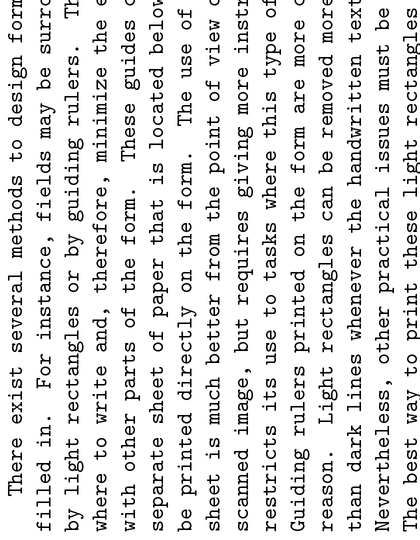 There exist several methods to design form
filled in. For instance, fields may be surro
by light rectangles or by guiding rulers. Th
where to write and, therefore, minimize the e
with other parts of the form. These guides o
separate sheet of paper that is located below
be printed directly on the form. The use of
sheet is much better from the point of view o
scanned image, but requires giving more instr
restricts its use to tasks where this type of
Guiding rulers printed on the form are more o
reason. Light rectangles can be removed more
than dark lines whenever the handwritten text
Nevertheless, other practical issues must be
The best way to print these light rectangles